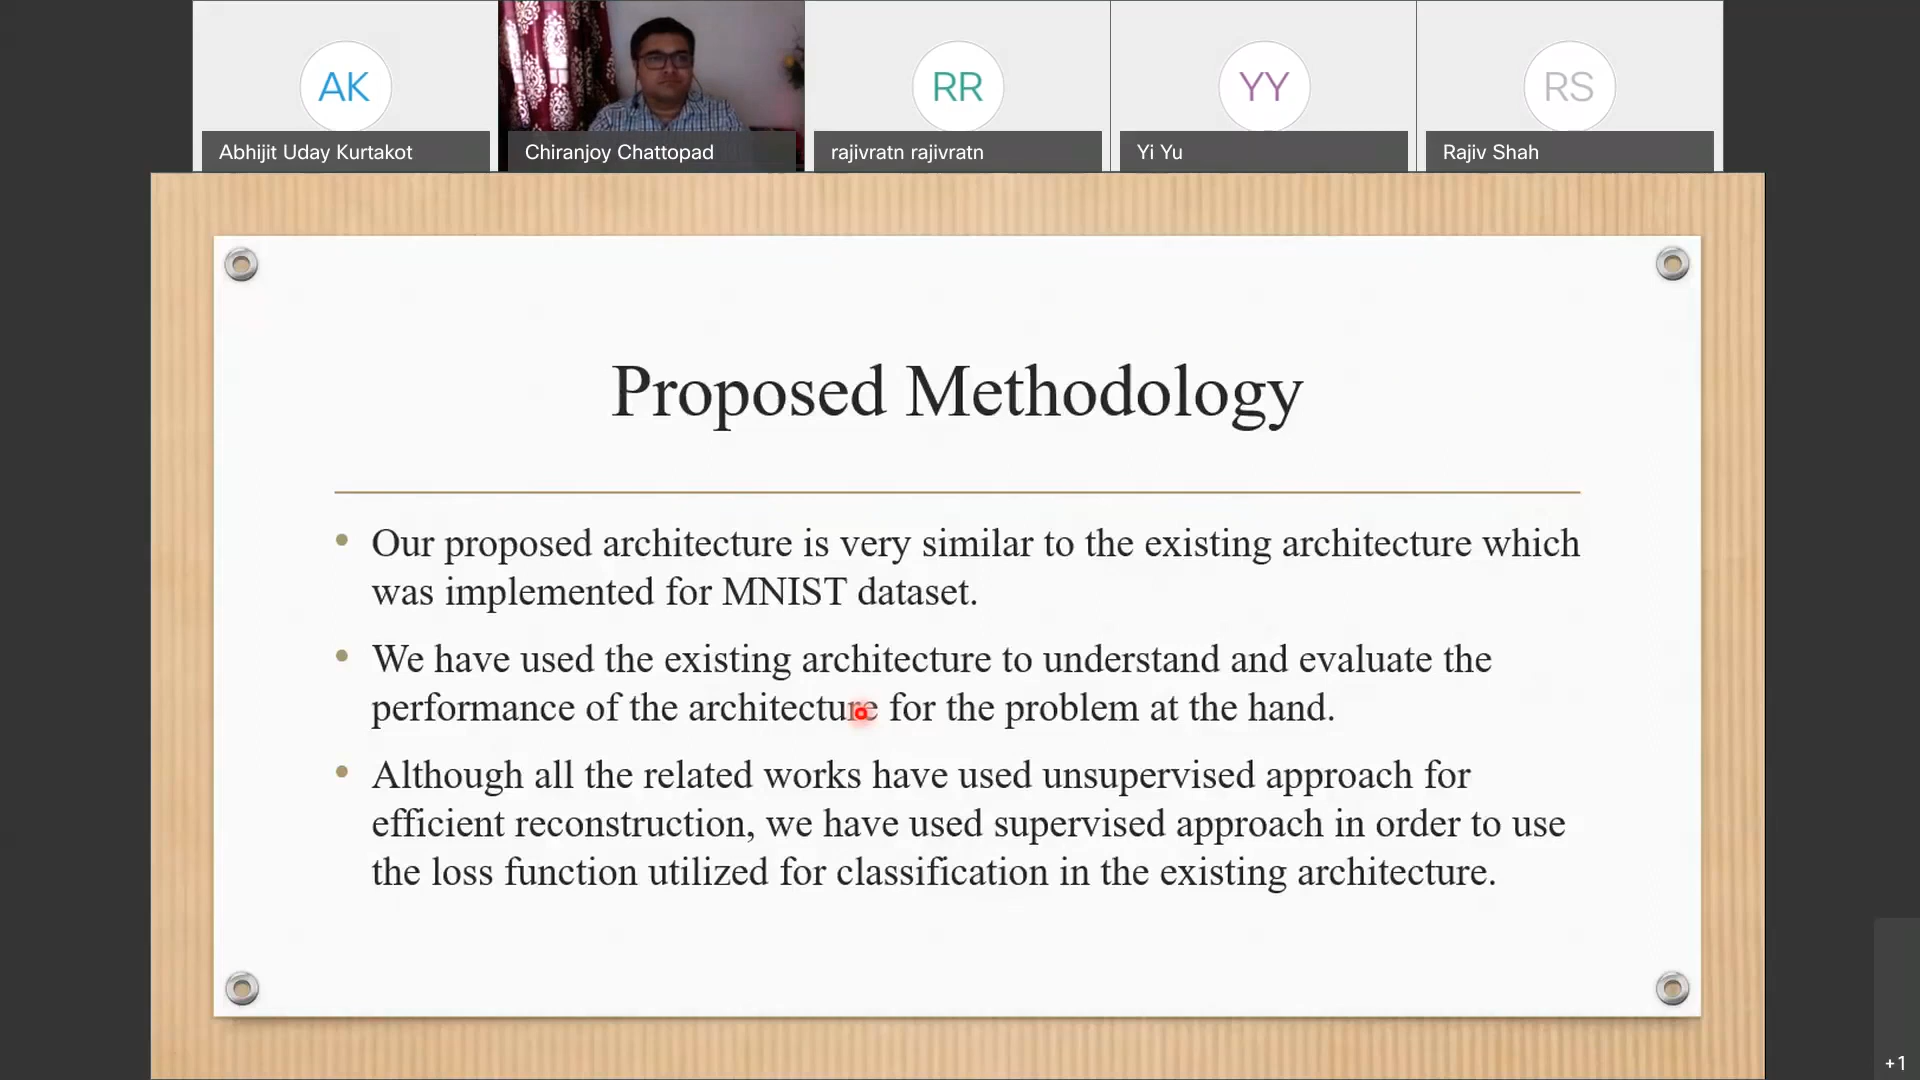 AK
RR
YY
RS
Abhijit Uday Kurtakot
Chiranjoy Chattopad
rajivratn rajivratn
Yi Yu
Rajiv Shah
Proposed Methodology
• Our proposed architecture is very similar to the existing architecture which
was implemented for MNIST dataset.
• We have used the existing architecture to understand and evaluate the
performance of the architecture for the problem at the hand.
• Although all the related works have used unsupervised approach for
efficient reconstruction, we have used supervised approach in order to use
the loss function utilized for classification in the existing architecture.
+1